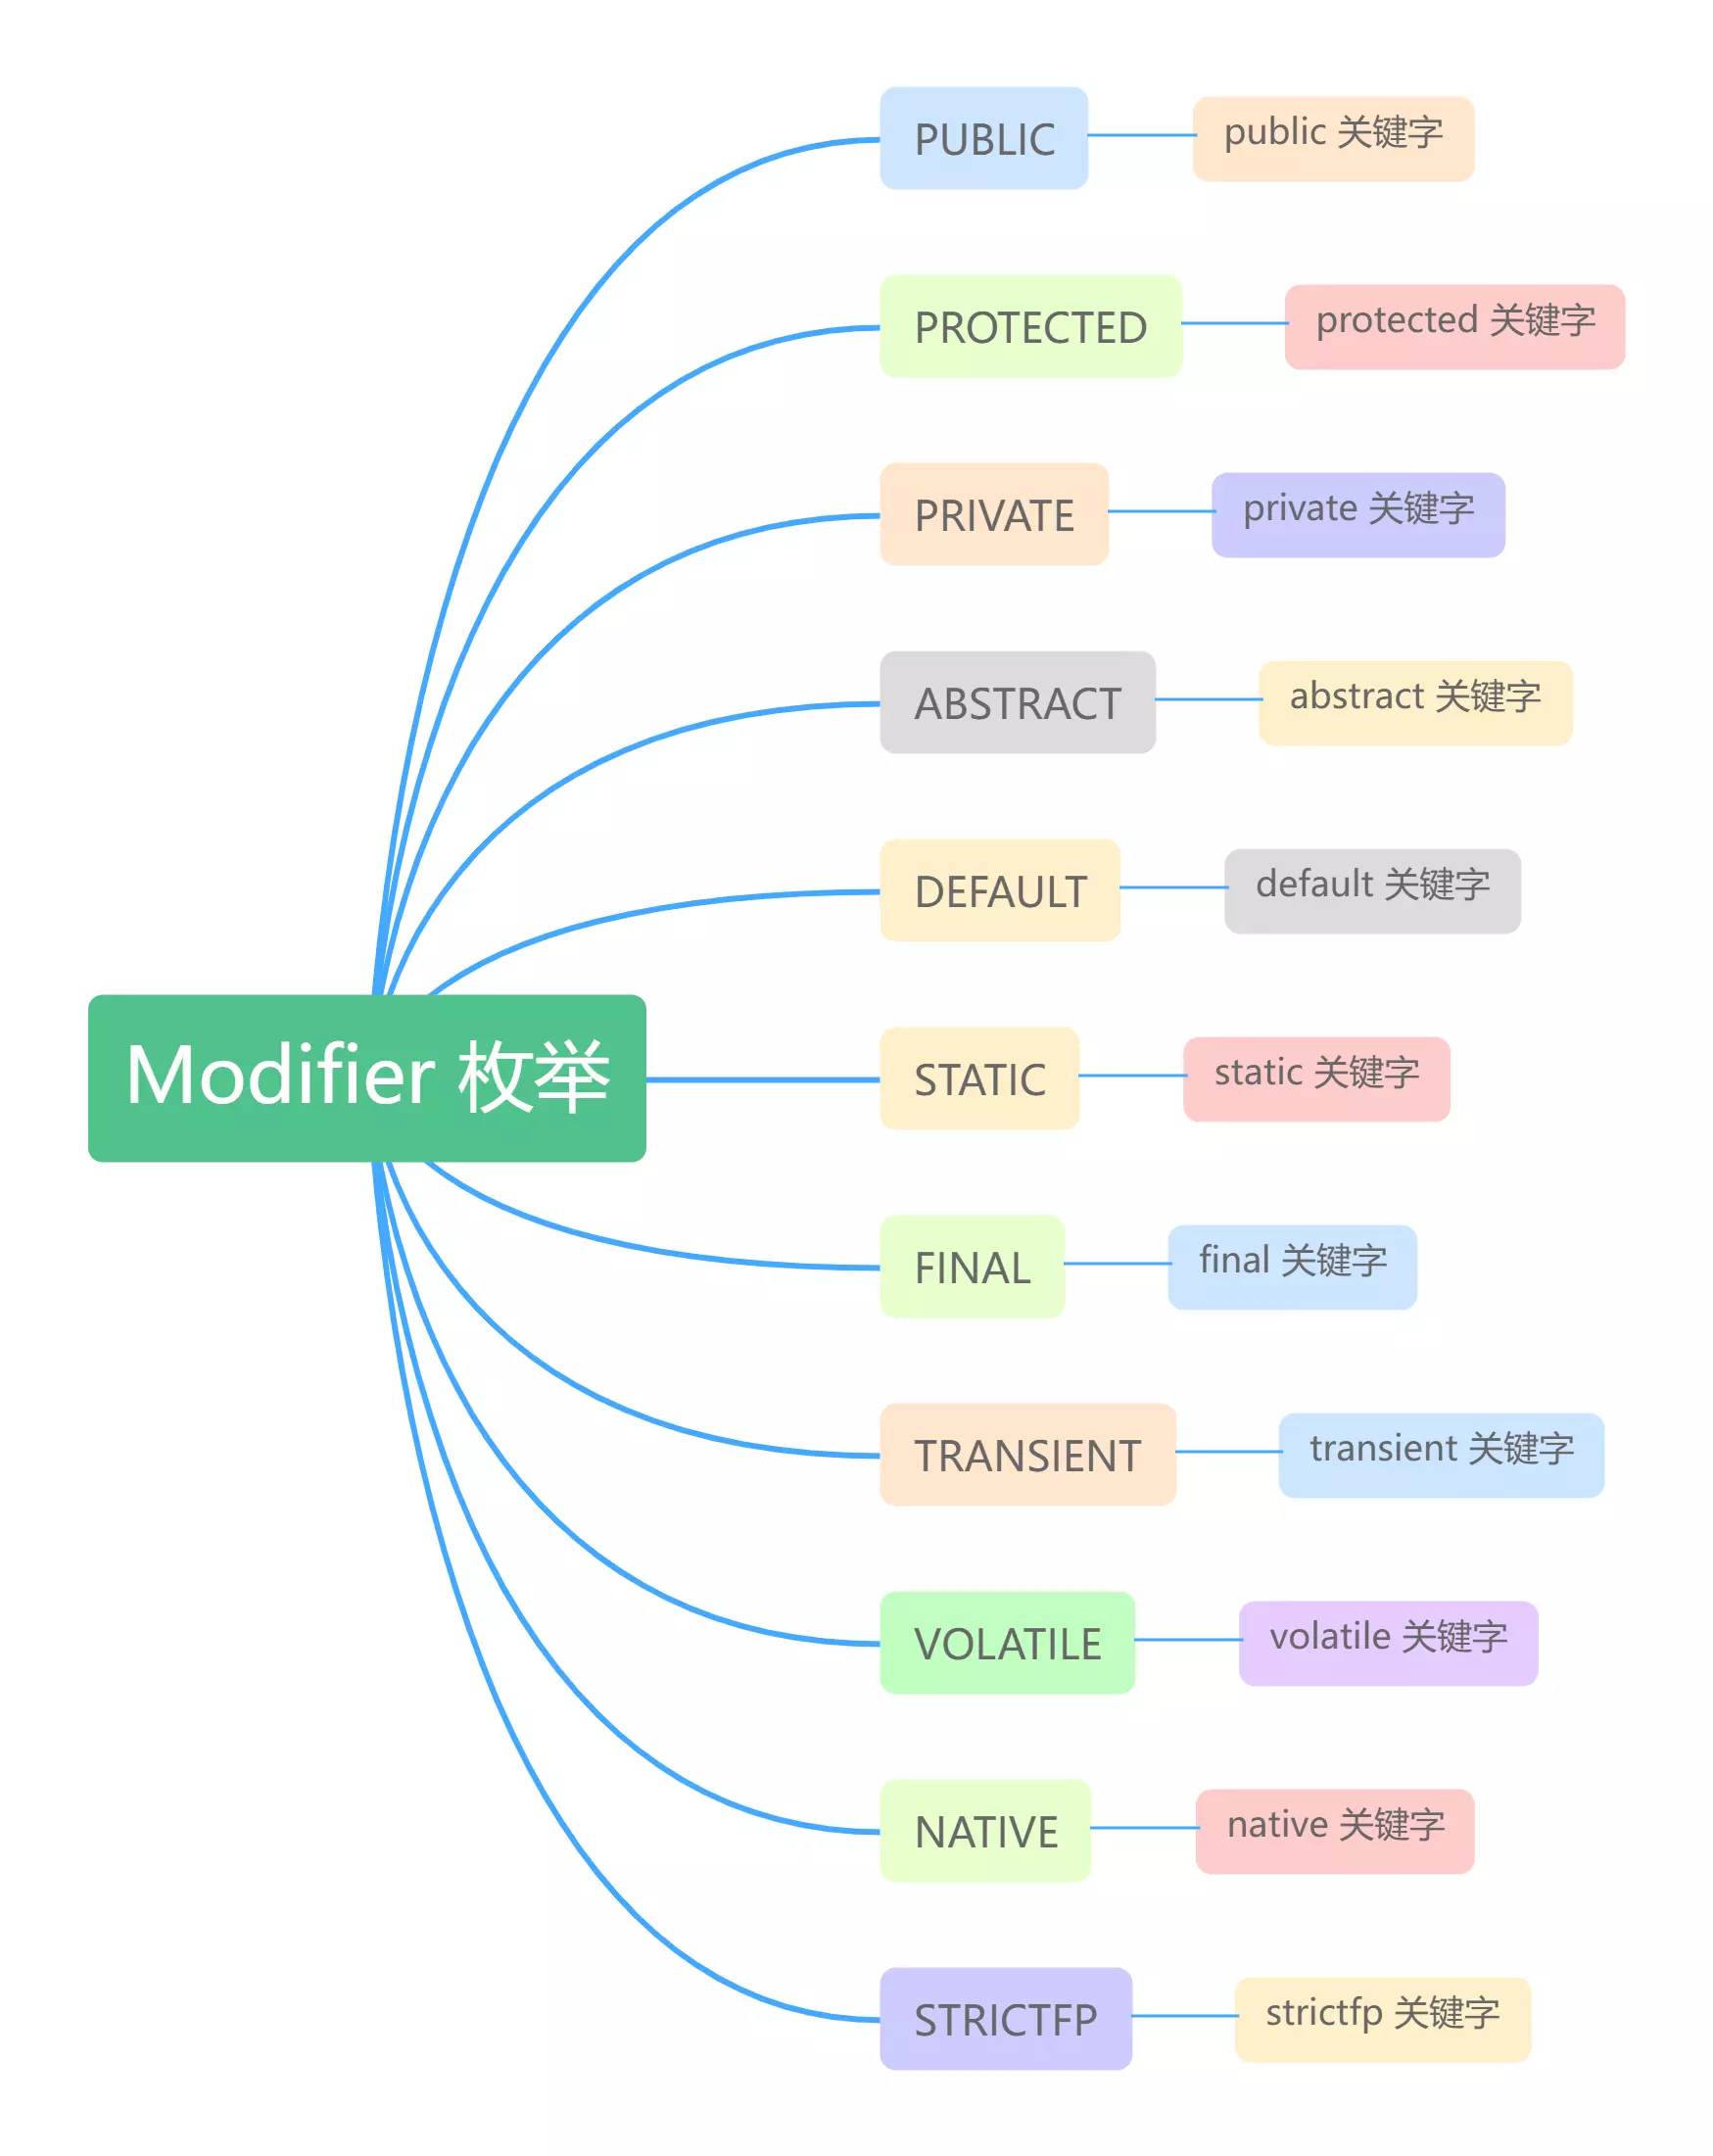 PUBLIC
public 关键字
PROTECTED
protected 关键字
PRIVATE
private 关键字
ABSTRACT
abstract 关键字
DEFAULT
default 关键字
Modifier 枚举
STATIC
static 关键字
FINAL
final 关键字
TRANSIENT
transient 关键字
VOLATILE
volatile 关键字
NATIVE
native 关键字
STRICTFP
strictfp 关键字